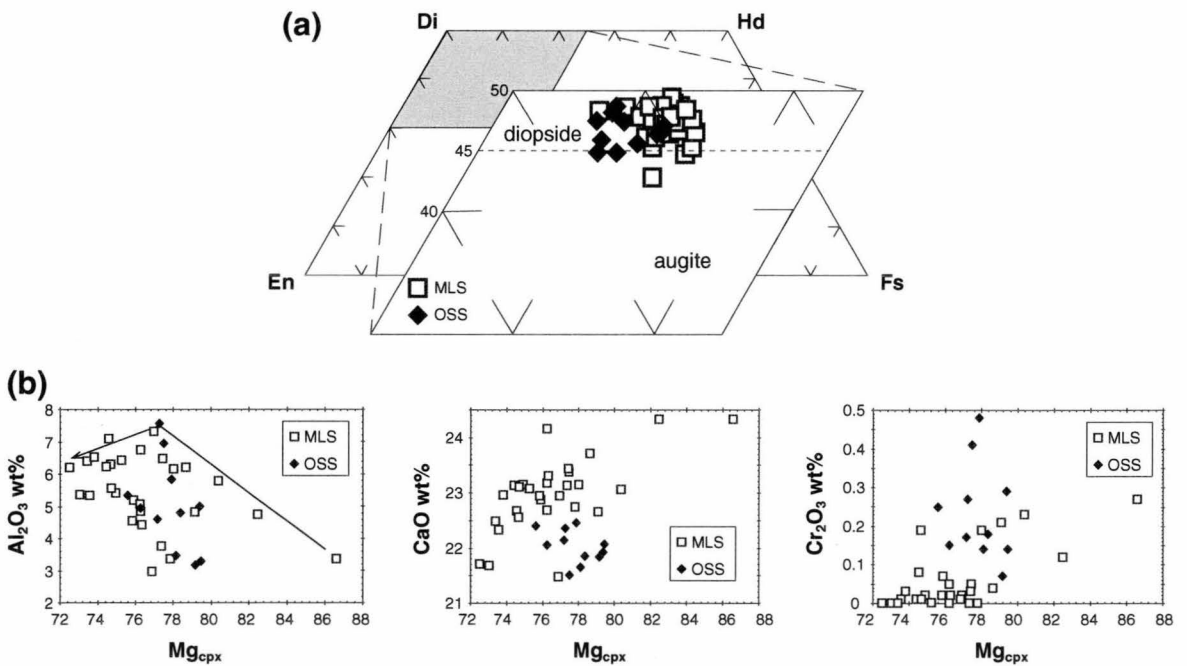 (a)
Di
Hd
50
diopside
45
40
augite
En
Fs
MLS
OSS
(b)
8
7
6
5
4
3
2
Al2O3 wt%
MLS
OSS
72 74 76 78 80 82 84 86 88
Mgcpx
24
23
22
21
CaO wt%
MLS
OSS
72 74 76 78 80 82 84 86 88
Mgcpx
0.5
0.4
0.3
0.2
0.1
0
Cr2O3 wt%
MLS
OSS
72 74 76 78 80 82 84 86 88
Mgcpx